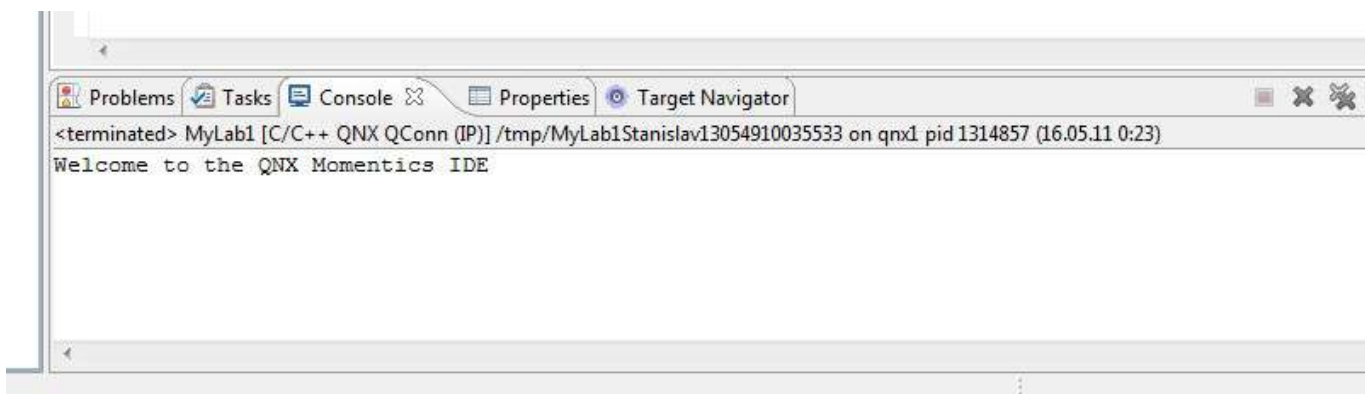 Problems Tasks Console Properties Target Navigator
<terminated> MyLab1 [C/C++ QNX QConn (IP)] /tmp/MyLab1Stanislav13054910035533 on qnx1 pid 1314857 (16.05.11 0:23)
Welcome to the QNX Momentics IDE